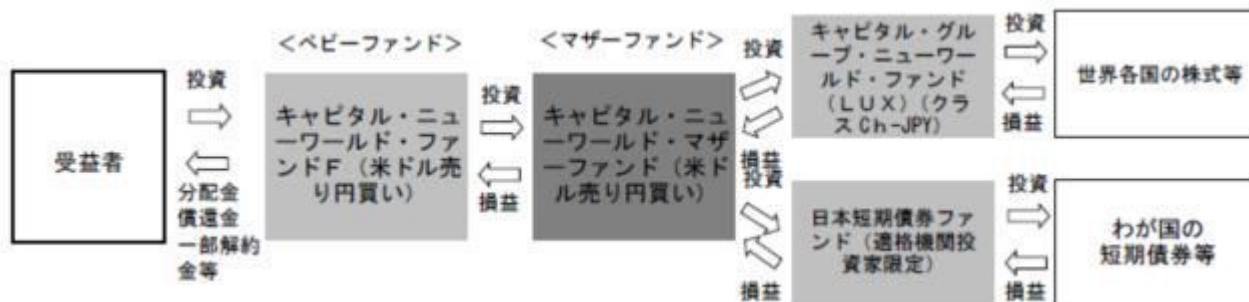 受益者
投資
分配金
償還金
一部解約
金等
<ベビーファンド>
キャピタル・ニュ
ーワールド・ファ
ンドF（米ドル売
り円買い）
投資
損益
<マザーファンド>
キャピタル・ニュ
ーワールド・マザ
ーファンド（米ド
ル売り円買い）
投資
損益
キャピタル・グル
ープ・ニューワー
ルド・ファンド
（LUX）（クラ
スCh-JPY）
投資
損益
世界各国の株式等
投資
損益
日本短期債券ファ
ンド（適格機関投
資家限定）
投資
損益
わが国の
短期債券等